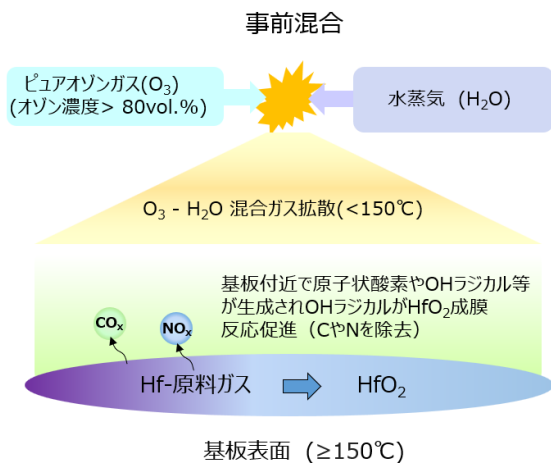 事前混合
ピュアオゾンガス(O₃)
(オゾン濃度> 80vol.%)
水蒸気 (H₂O)
O₃ - H₂O 混合ガス拡散(<150℃)
基板付近で原子状酸素やOHラジカル等
が生成されOHラジカルがHfO₂成膜
反応促進(CやNを除去)
COₓ
NOₓ
Hf-原料ガス
HfO₂
基板表面 (≥150℃)